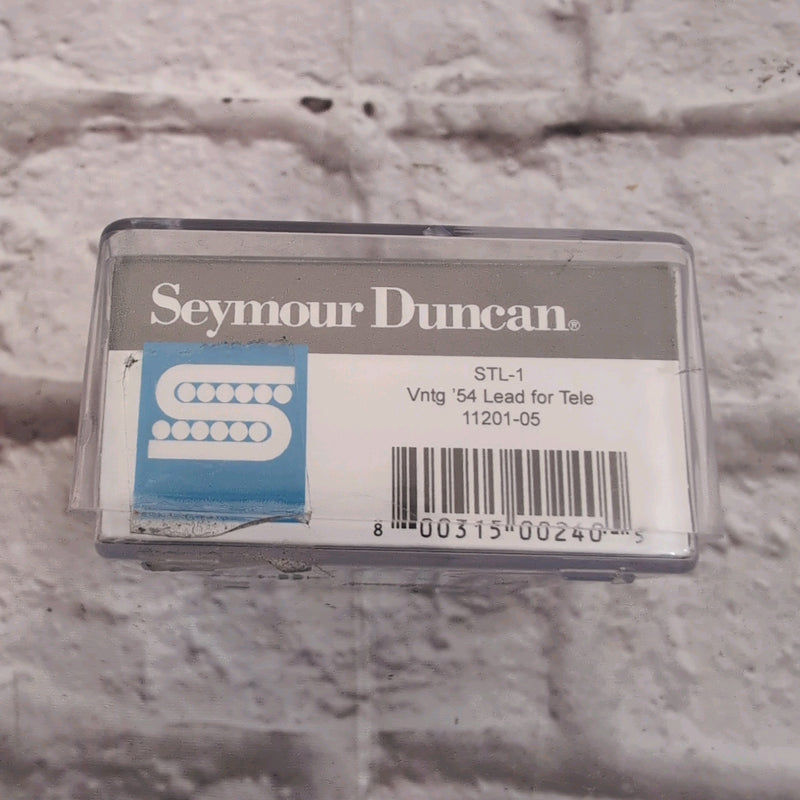 Seymour Duncan®
STL-1
Vntg '54 Lead for Tele
11201-05
8 00315 00240 5